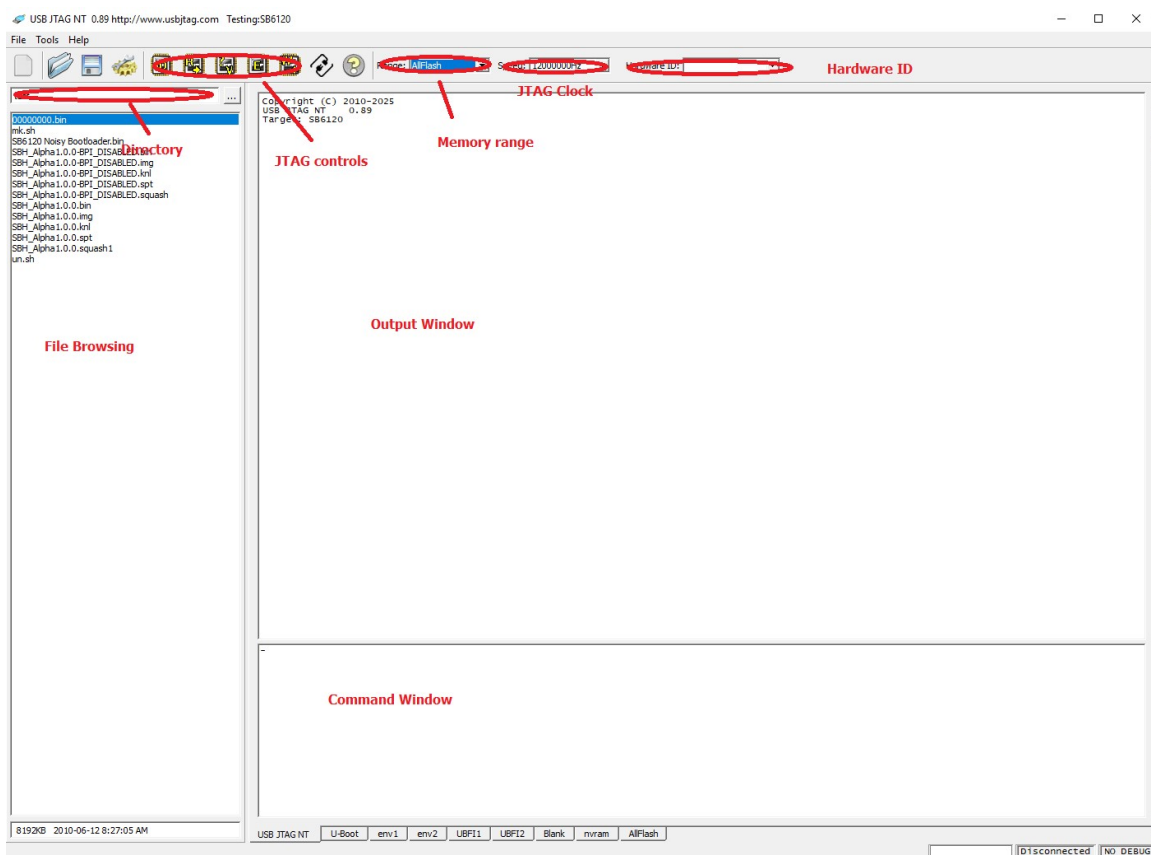 USB JTAG NT 0.89 http://www.usbjtag.com Testing:SB6120
File Tools Help
AllFlash
12000000Hz
Hardware ID:
Hardware ID
JTAG Clock
...
Memory range
JTAG controls
Directory
Copyright (C) 2010-2025
USB JTAG NT 0.89
Target: SB6120
00000000.bin
mk.sh
SB6120 Noisy Bootloader.bin
SBH_Alpha1.0.0-BPI_DISABLED.bin
SBH_Alpha1.0.0-BPI_DISABLED.img
SBH_Alpha1.0.0-BPI_DISABLED.knl
SBH_Alpha1.0.0-BPI_DISABLED.spt
SBH_Alpha1.0.0-BPI_DISABLED.squash
SBH_Alpha1.0.0.bin
SBH_Alpha1.0.0.img
SBH_Alpha1.0.0.knl
SBH_Alpha1.0.0.spt
SBH_Alpha1.0.0.squash1
un.sh
Output Window
File Browsing
-
Command Window
8192KB 2010-06-12 8:27:05 AM
USB JTAG NT U-Boot env1 env2 UBFI1 UBFI2 Blank nvram AllFlash
Disconnected NO DEBUG